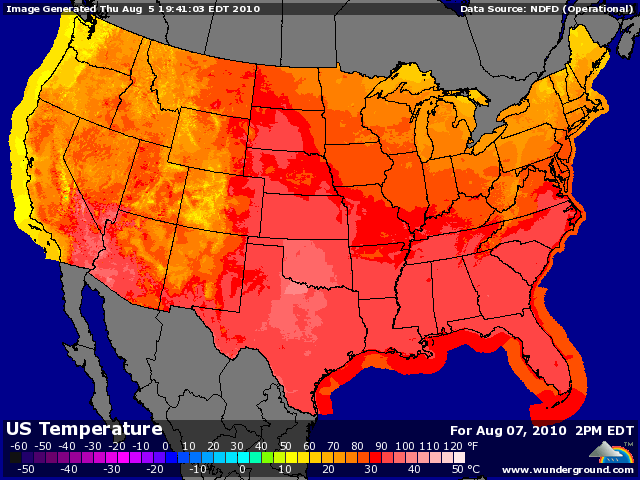 Image Generated Thu Aug 5 19:41:03 EDT 2010 Data Source: NDFD (Operational)
US Temperature For Aug 07, 2010 2PM EDT
-60 -50 -40 -30 -20 -10 0 10 20 30 40 50 60 70 80 90 100 110 120 °F
-50 -40 -30 -20 -10 0 10 20 30 40 50 °C
TM
www.wunderground.com